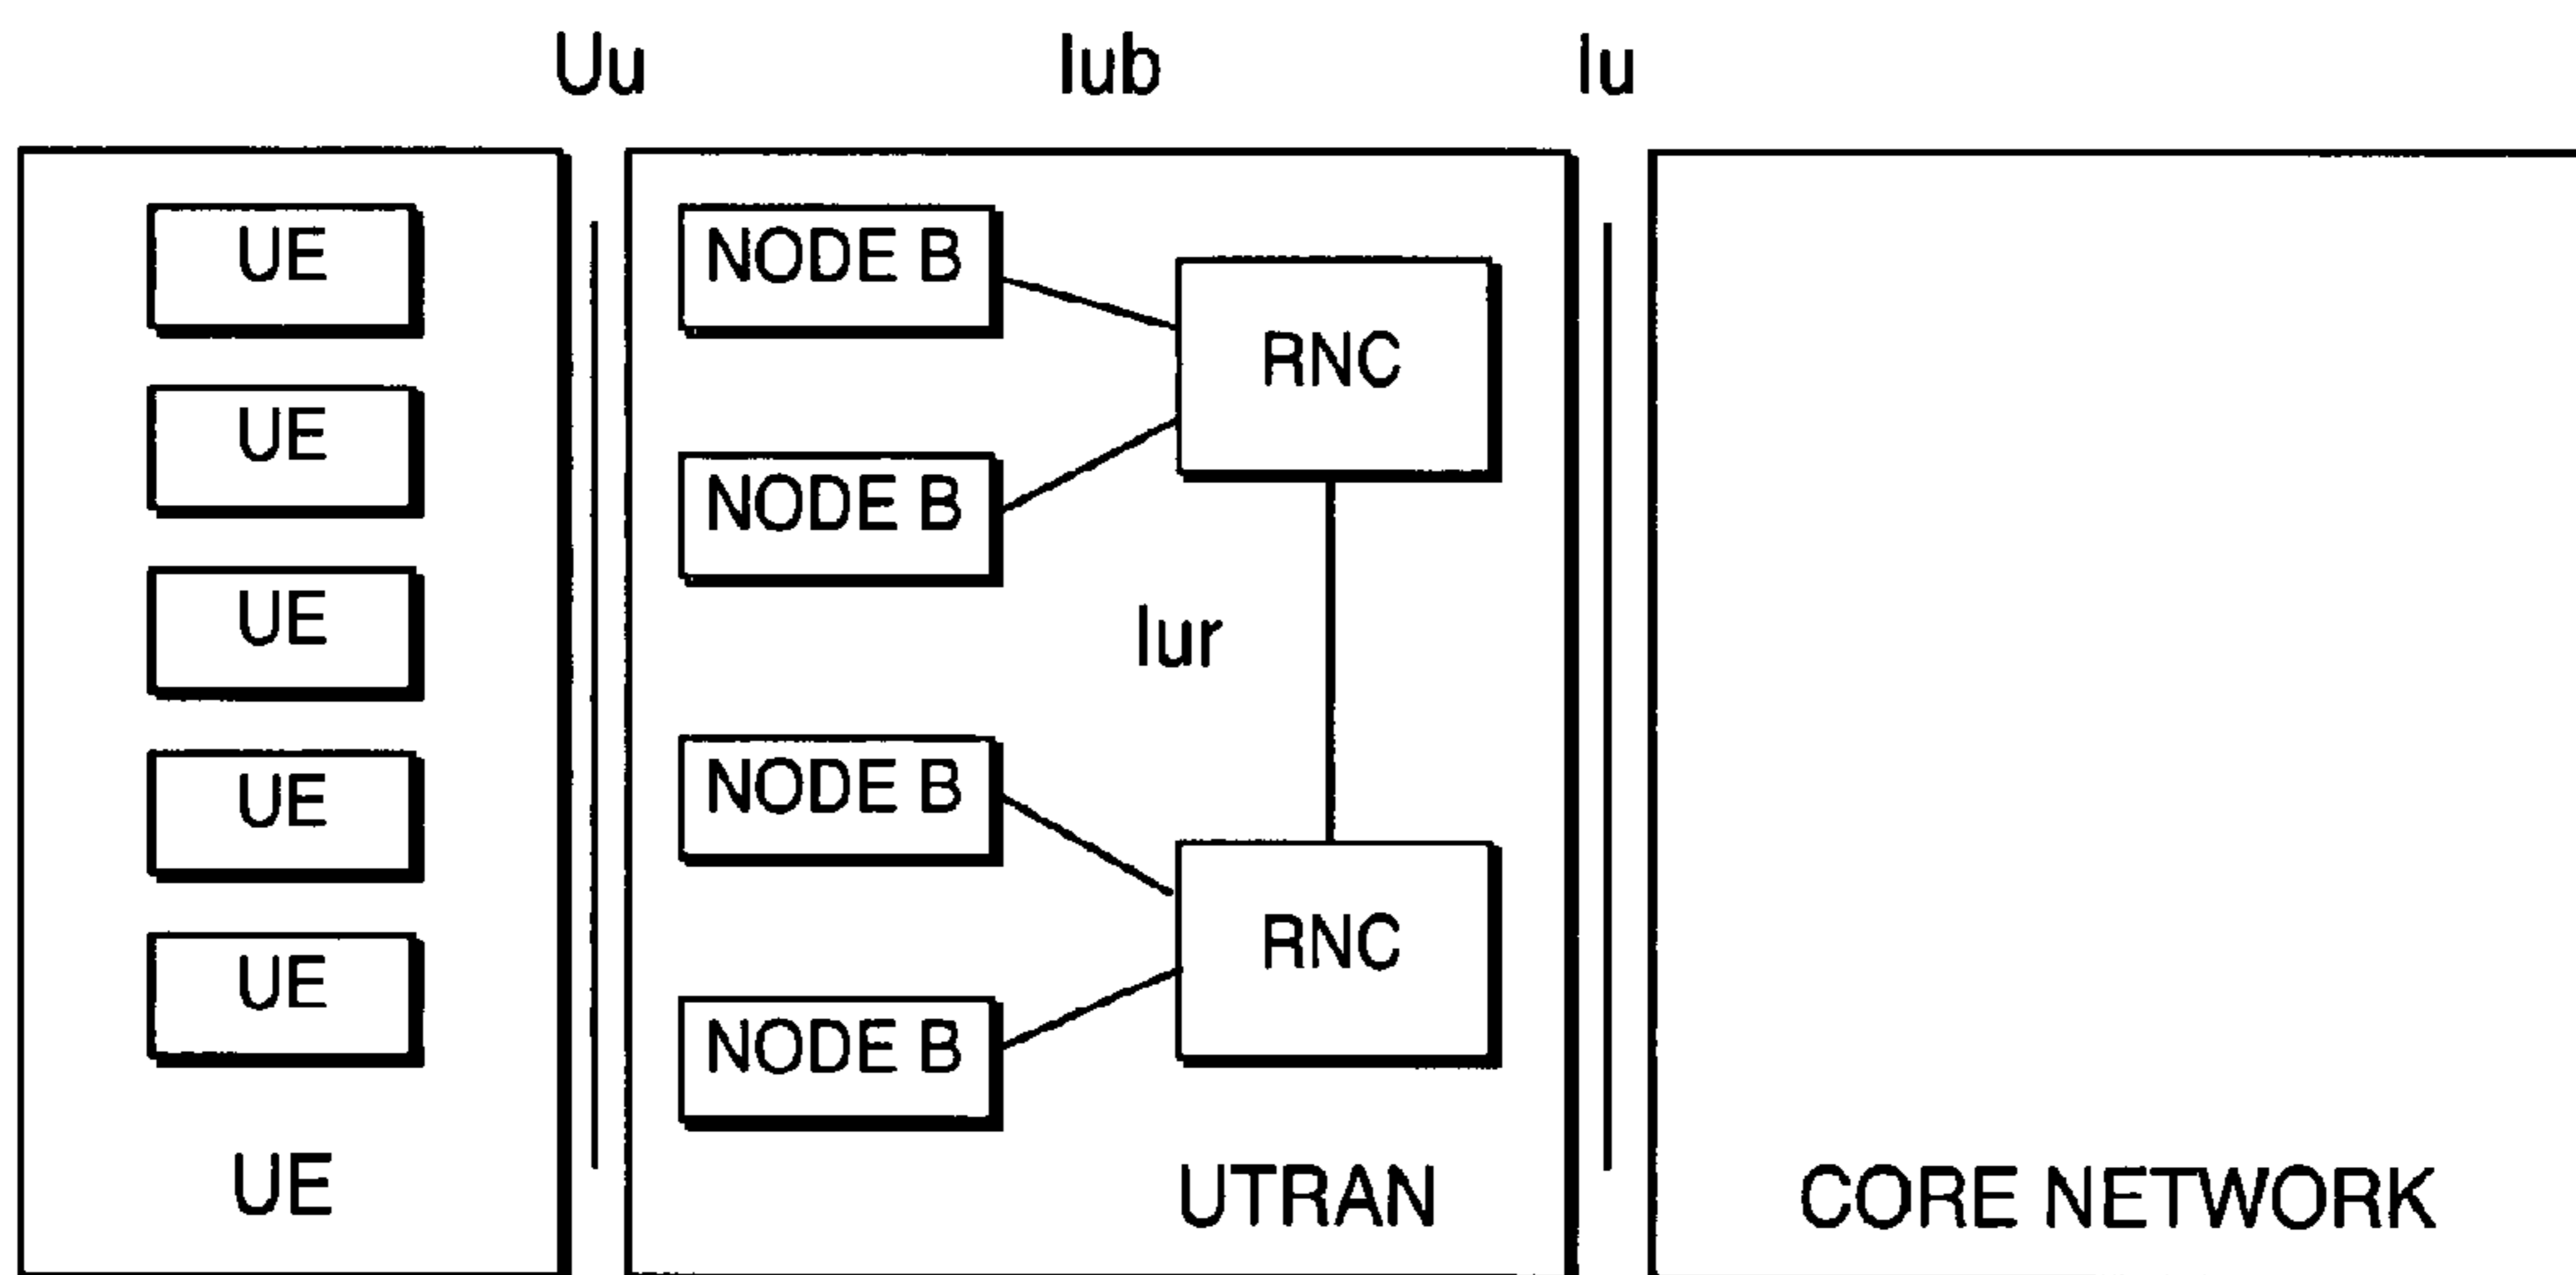 Uu
Iub
Iu
UE
UE
UE
UE
UE
UE
NODE B
NODE B
NODE B
NODE B
RNC
Iur
RNC
UTRAN
CORE NETWORK